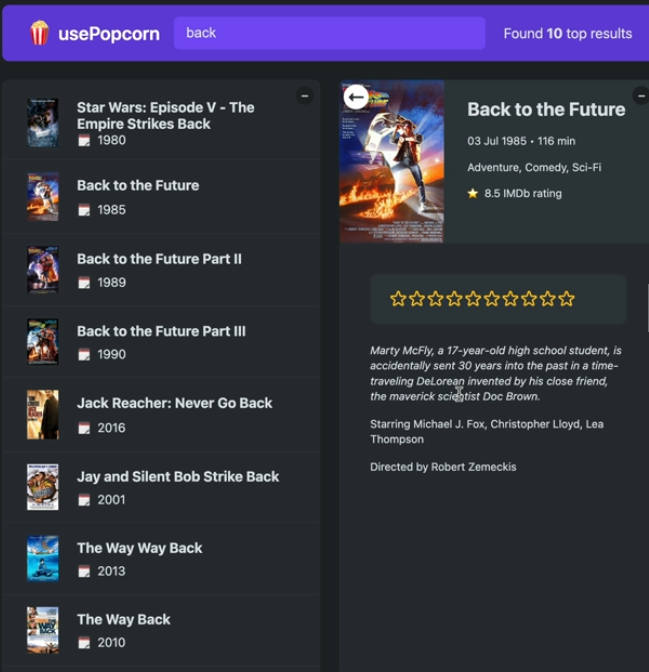 usePopcorn
back
Found 10 top results
Star Wars: Episode V - The
Empire Strikes Back
1980
Back to the Future
1985
Back to the Future Part II
1989
Back to the Future Part III
1990
Jack Reacher: Never Go Back
2016
Jay and Silent Bob Strike Back
2001
The Way Way Back
2013
The Way Back
2010
Back to the Future
03 Jul 1985 • 116 min
Adventure, Comedy, Sci-Fi
8.5 IMDb rating
Marty McFly, a 17-year-old high school student, is
accidentally sent 30 years into the past in a time-
traveling DeLorean invented by his close friend,
the maverick scientist Doc Brown.
Starring Michael J. Fox, Christopher Lloyd, Lea
Thompson
Directed by Robert Zemeckis